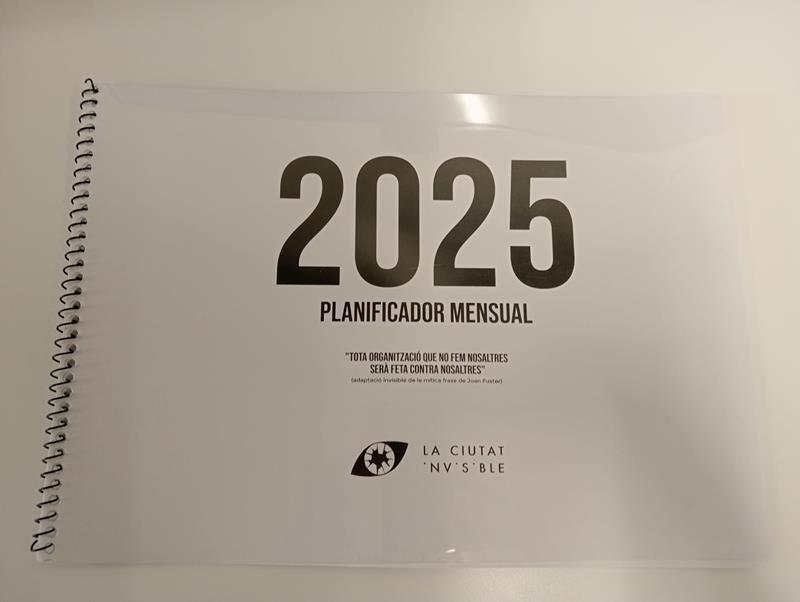 2025
PLANIFICADOR MENSUAL
"TOTA ORGANITZACIÓ QUE NO FEM NOSALTRES
SERÀ FETA CONTRA NOSALTRES"
(adaptació invisible de la mítica frase de Joan Fuster)
LA CIUTAT
'NV'S'BLE